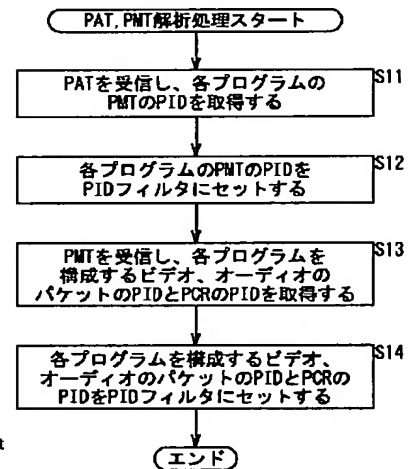 PAT,PMT解析処理スタート
S11
PATを受信し、各プログラムの
PMTのPIDを取得する
S12
各プログラムのPMTのPIDを
PIDフィルタにセットする
S13
PMTを受信し、各プログラムを
構成するビデオ、オーディオの
パケットのPIDとPCRのPIDを取得する
S14
各プログラムを構成するビデオ、
オーディオのパケットのPIDとPCRの
PIDをPIDフィルタにセットする
t
エンド